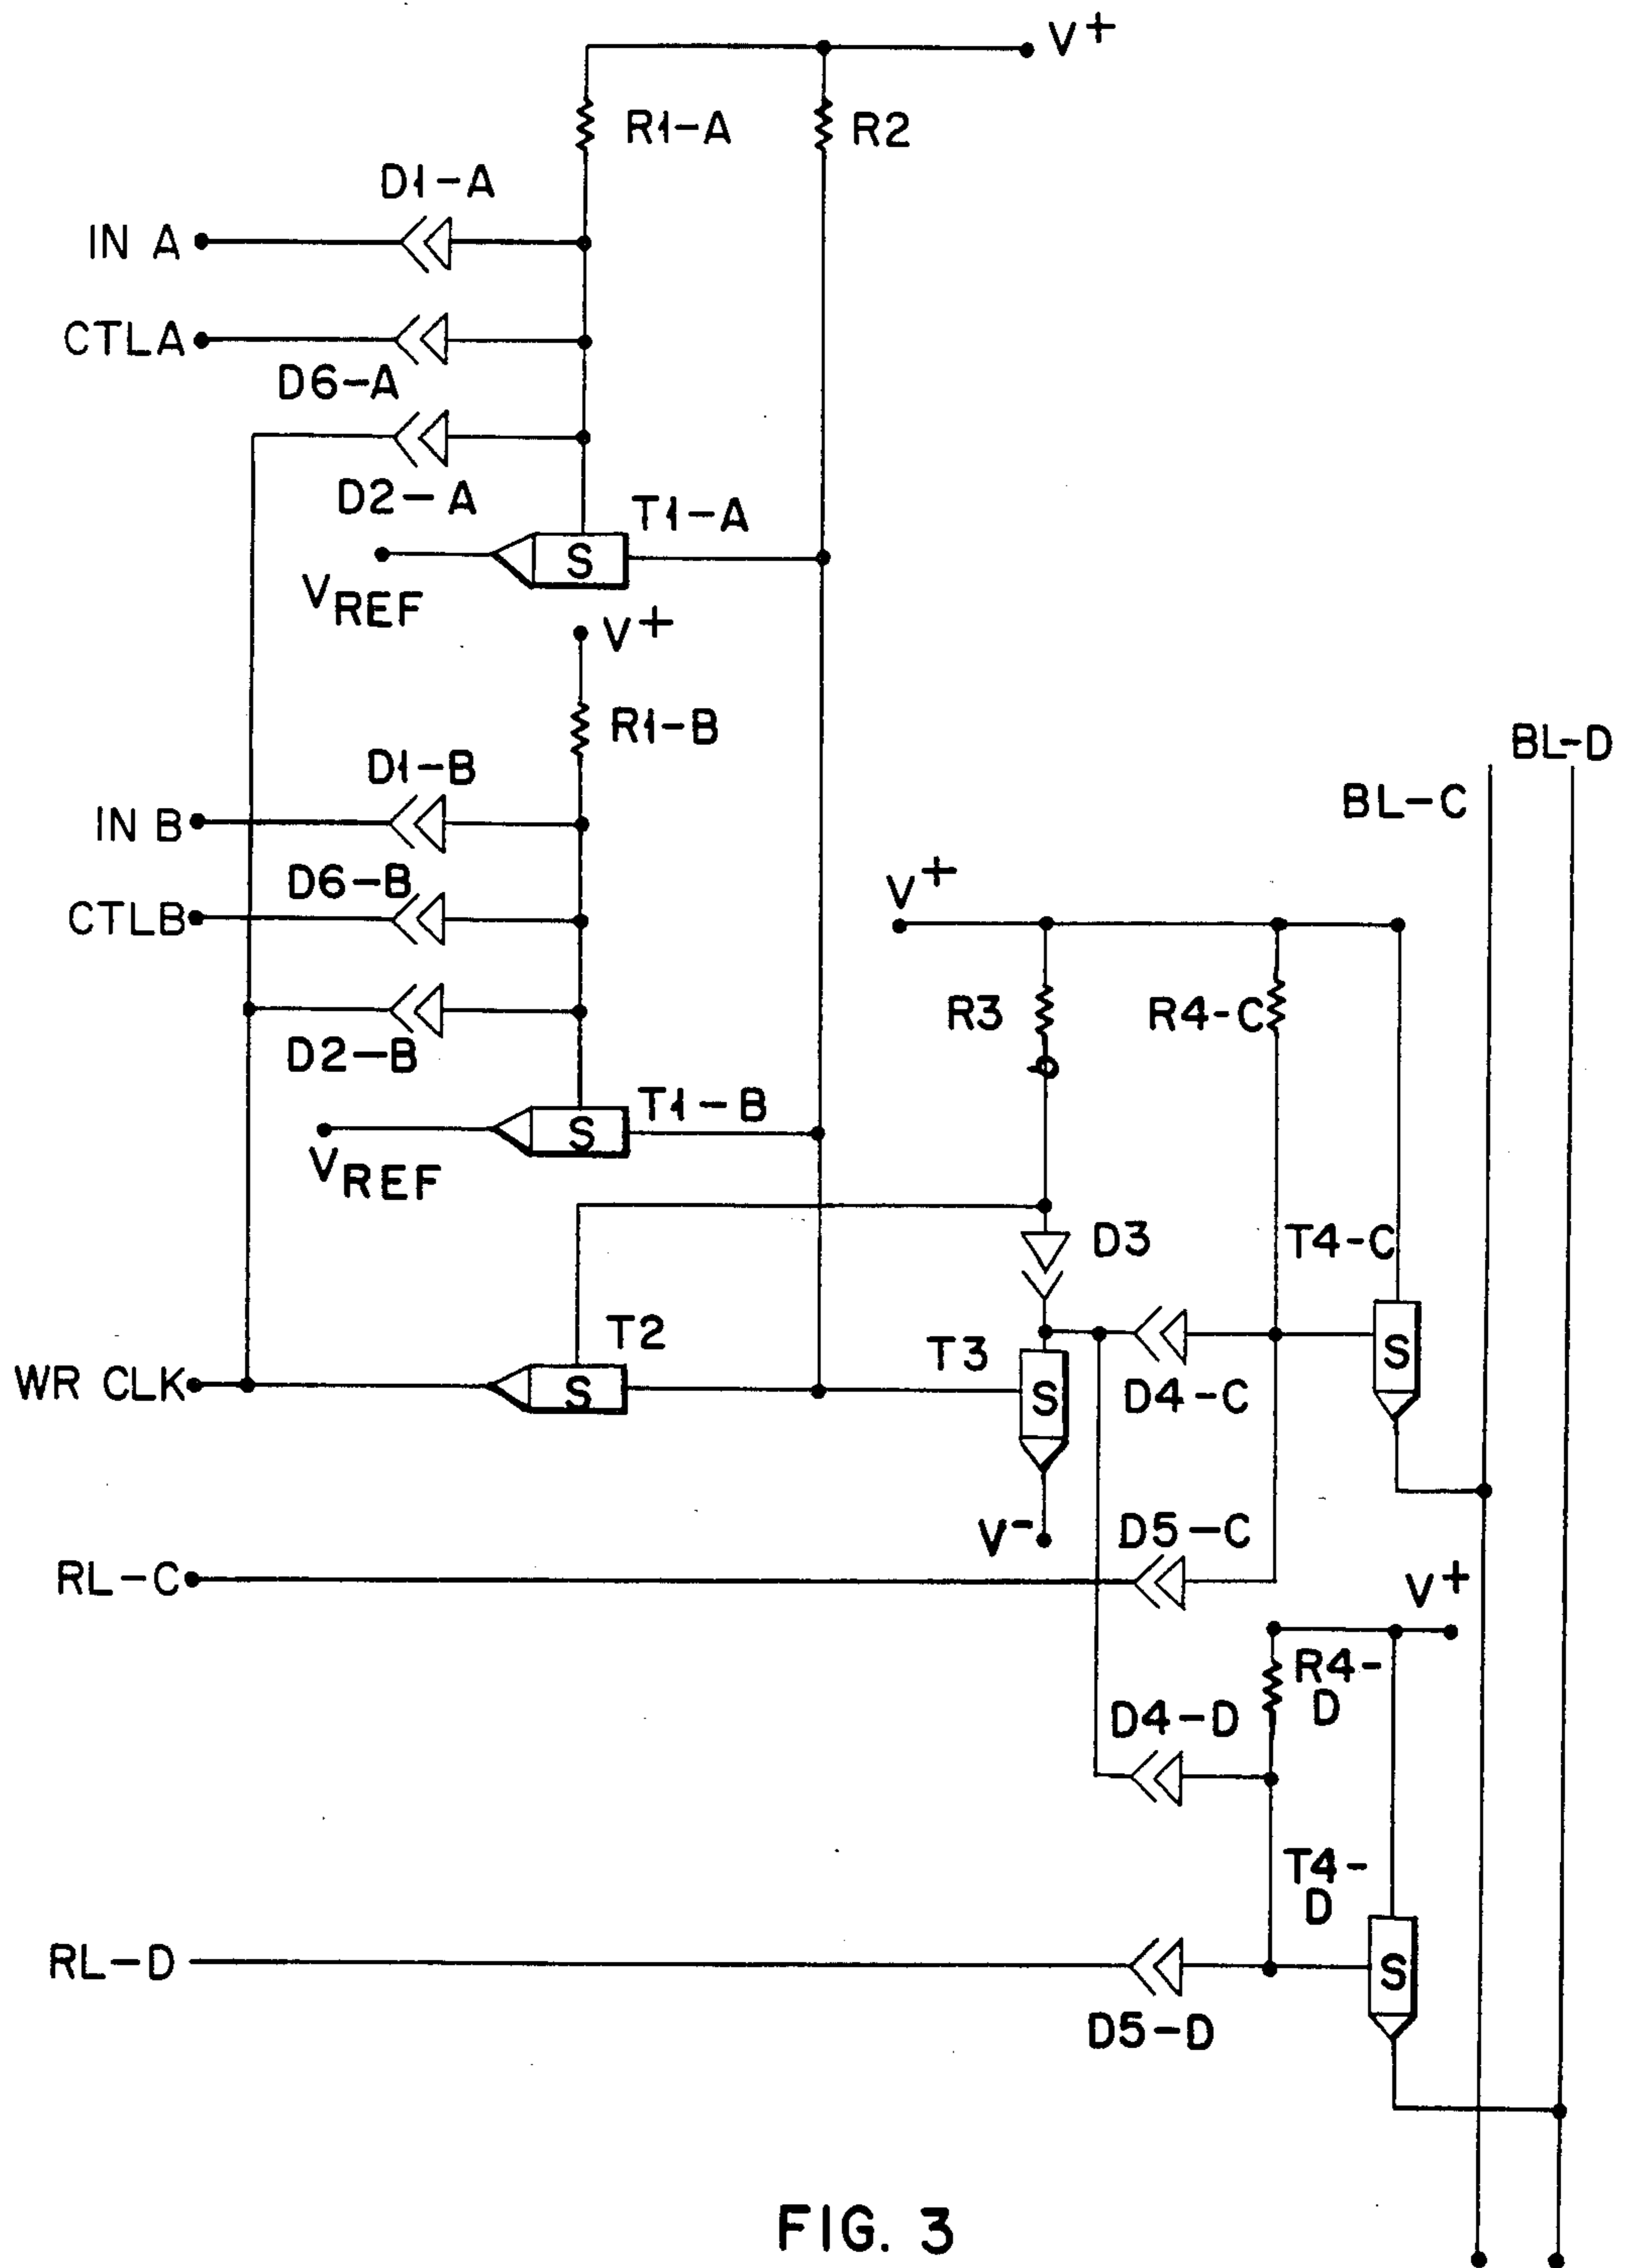 V+
R1-A
R2
D1-A
IN A
CTLA
D6-A
D2-A
T1-A
S
VREF
V+
R1-B
BL-D
D1-B
BL-C
IN B
D6-B
V+
CTLB
R3
R4-C
D2-B
T1-B
S
VREF
D3
T4-C
T2
T3
S
WR CLK
S
S
D4-C
V-
D5-C
RL-C
V+
R4-
D
D4-D
T4-
D
RL-D
S
D5-D
FIG. 3